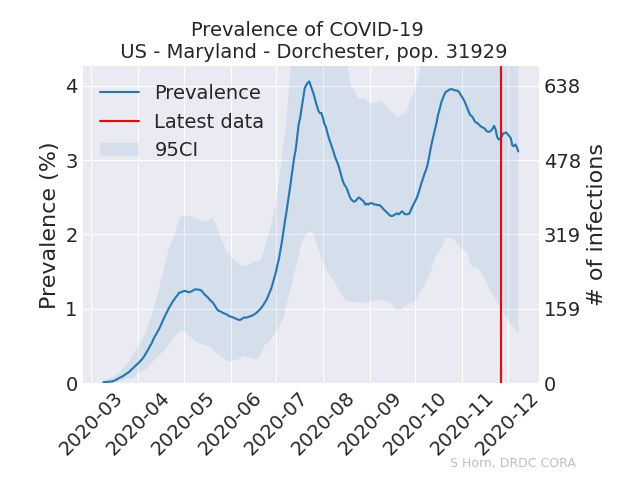 Prevalence of COVID-19
US - Maryland - Dorchester, pop. 31929
Prevalence
Latest data
95CI
Prevalence (%)
4
3
2
1
0
638
478
319
159
0
# of infections
2020-03
2020-04
2020-05
2020-06
2020-07
2020-08
2020-09
2020-10
2020-11
2020-12
S Horn, DRDC CORA